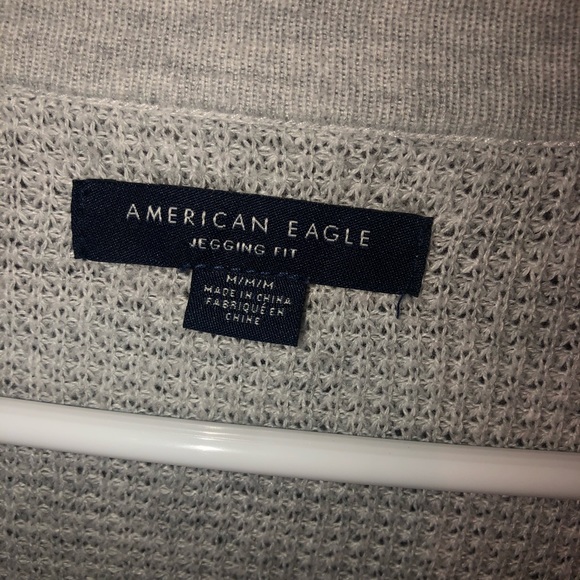 AMERICAN EAGLE
JEGGING FIT
M/M/M
MADE IN CHINA
FABRIQUÉ EN
CHINE